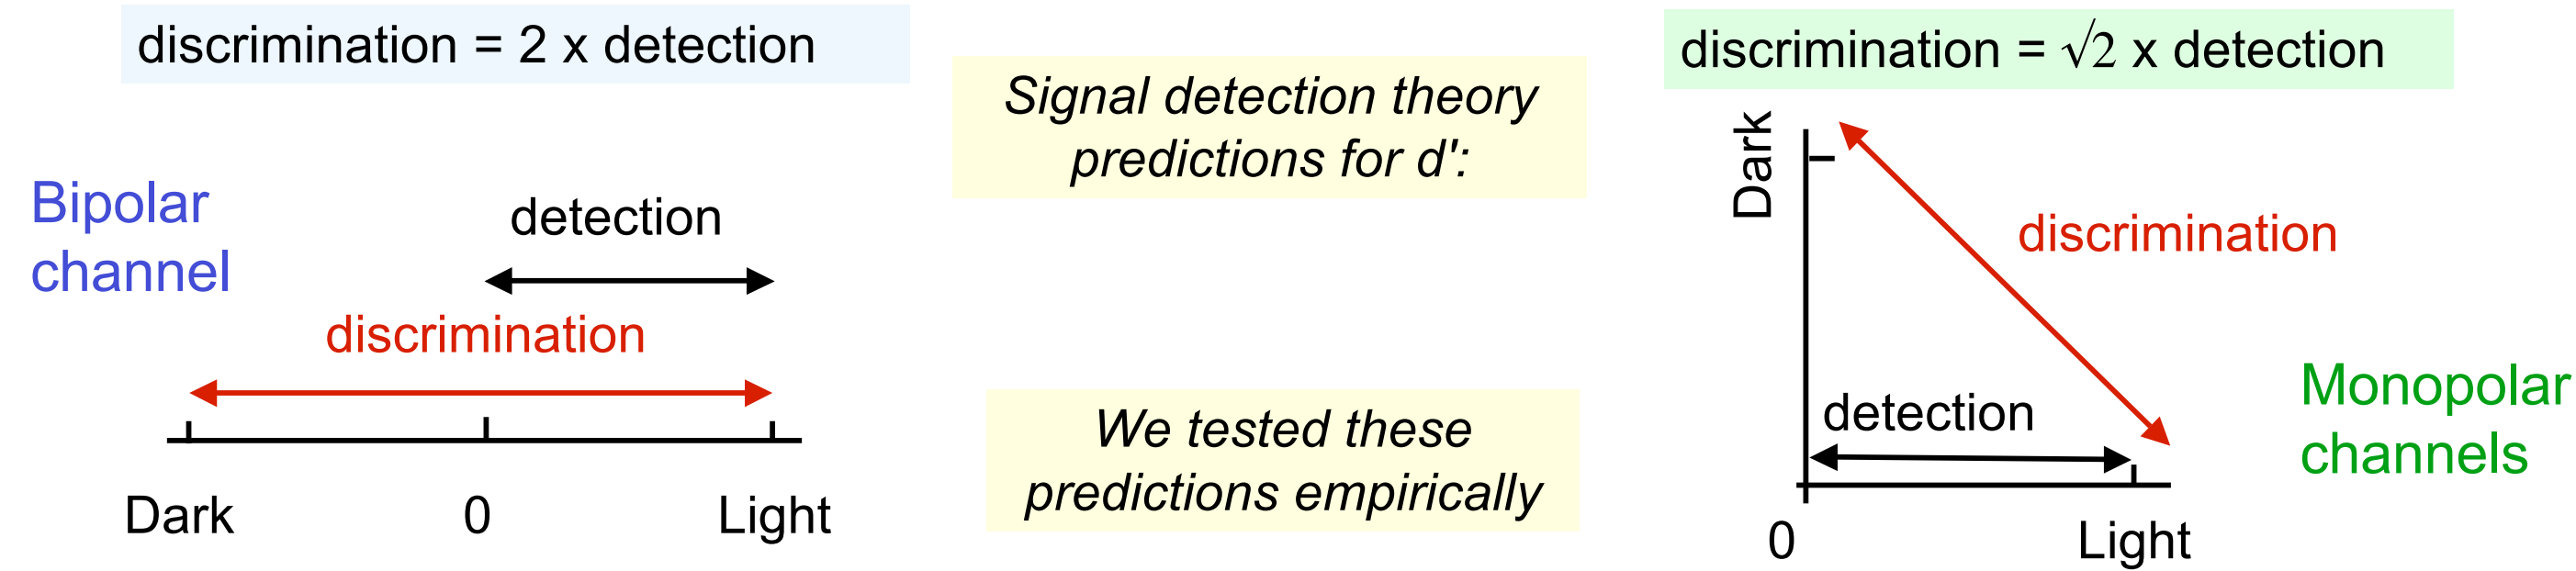 discrimination = 2 x detection
Bipolar
channel
detection
discrimination
Dark
0
Light
Signal detection theory
predictions for d':
We tested these
predictions empirically
discrimination = √2 x detection
Dark
discrimination
detection
Monopolar
channels
0
Light